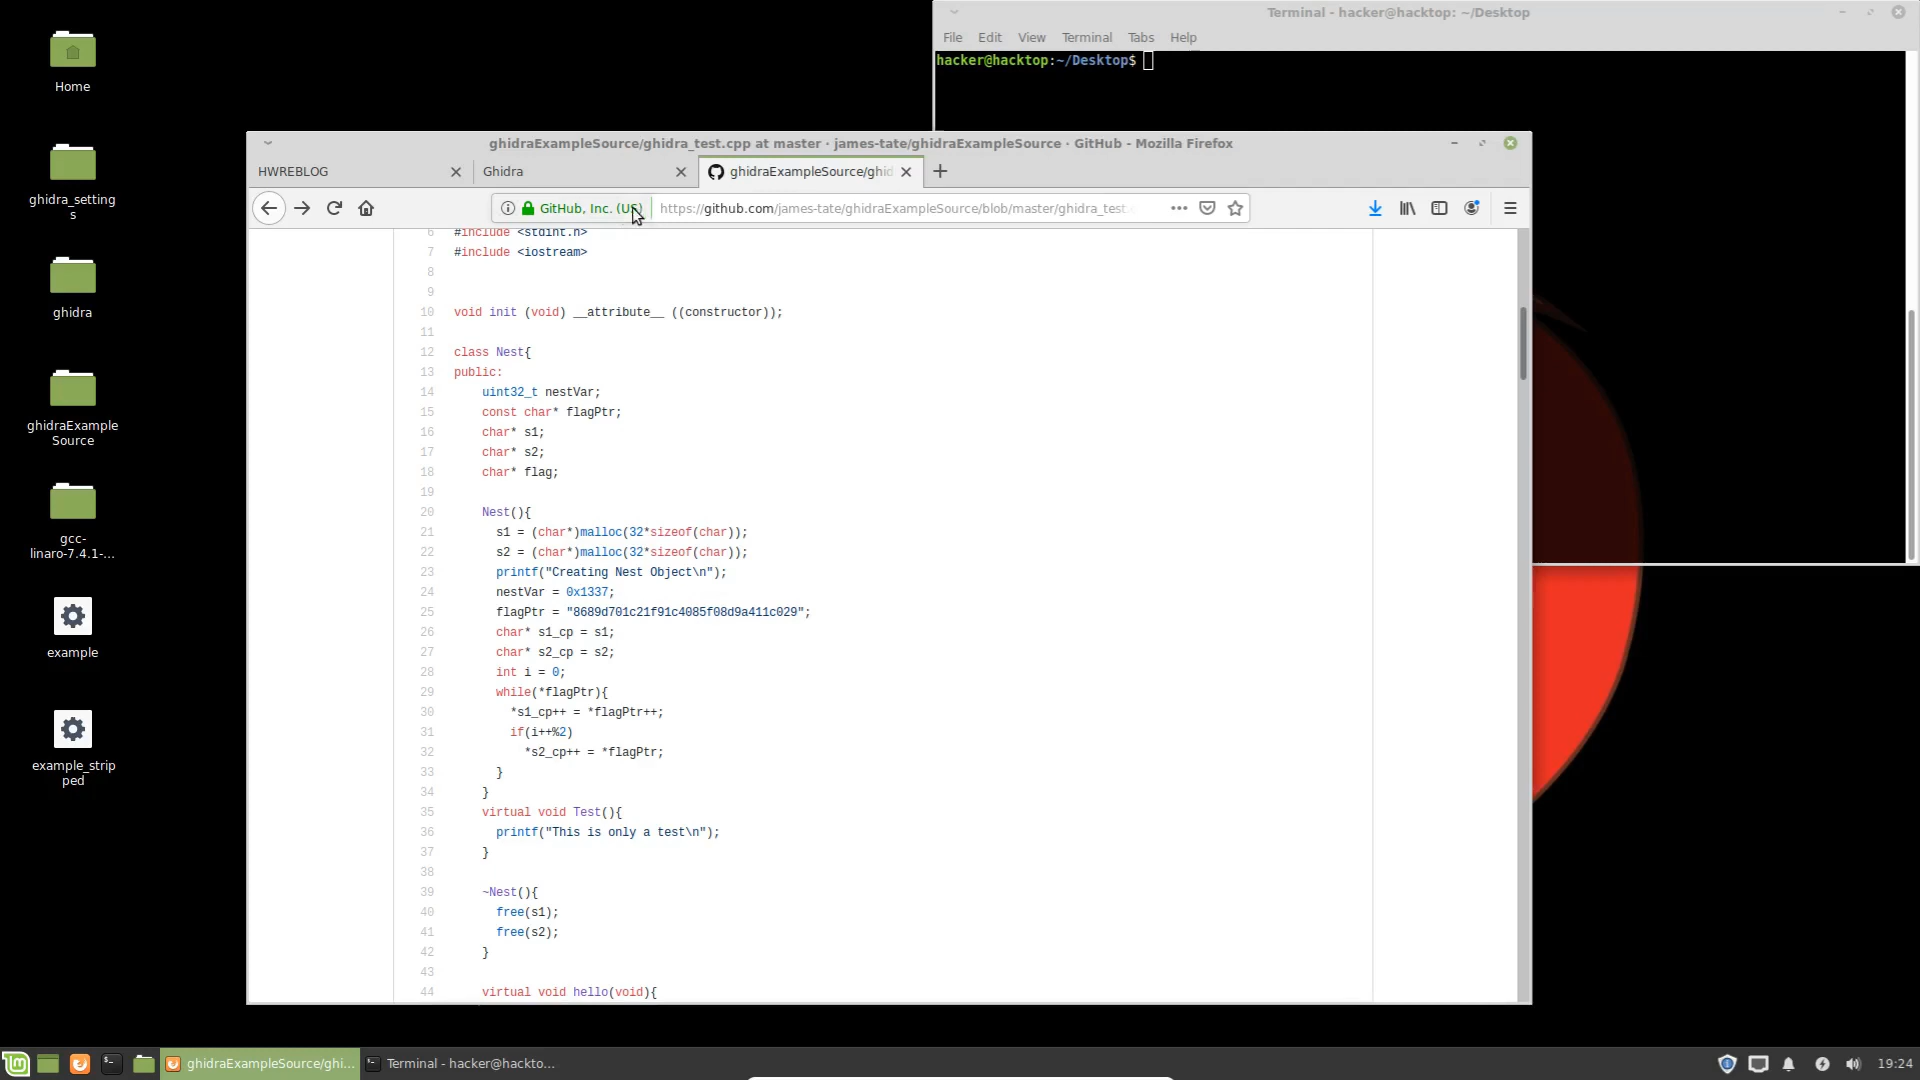 Home
ghidra_setting
s
ghidra
ghidraExample
Source
gcc-
linaro-7.4.1-...
example
example_strip
ped
Terminal - hacker@hacktop: ~/Desktop
File Edit View Terminal Tabs Help
hacker@hacktop:~/Desktop$
ghidraExampleSource/ghidra_test.cpp at master · james-tate/ghidraExampleSource · GitHub - Mozilla Firefox
HWREBLOG
Ghidra
ghidraExampleSource/ghid
GitHub, Inc. (US) https://github.com/james-tate/ghidraExampleSource/blob/master/ghidra_test.
6 #include <stdint.h>
7 #include <iostream>
8
9
10 void init (void) __attribute__ ((constructor));
11
12 class Nest{
13 public:
14 uint32_t nestVar;
15 const char* flagPtr;
16 char* s1;
17 char* s2;
18 char* flag;
19
20 Nest(){
21 s1 = (char*)malloc(32*sizeof(char));
22 s2 = (char*)malloc(32*sizeof(char));
23 printf("Creating Nest Object\n");
24 nestVar = 0x1337;
25 flagPtr = "8689d701c21f91c4085f08d9a411c029";
26 char* s1_cp = s1;
27 char* s2_cp = s2;
28 int i = 0;
29 while(*flagPtr){
30 *s1_cp++ = *flagPtr++;
31 if(i++%2)
32 *s2_cp++ = *flagPtr;
33 }
34 }
35 virtual void Test(){
36 printf("This is only a test\n");
37 }
38
39 ~Nest(){
40 free(s1);
41 free(s2);
42 }
43
44 virtual void hello(void){
ghidraExampleSource/ghi...
Terminal - hacker@hackto...
19:24